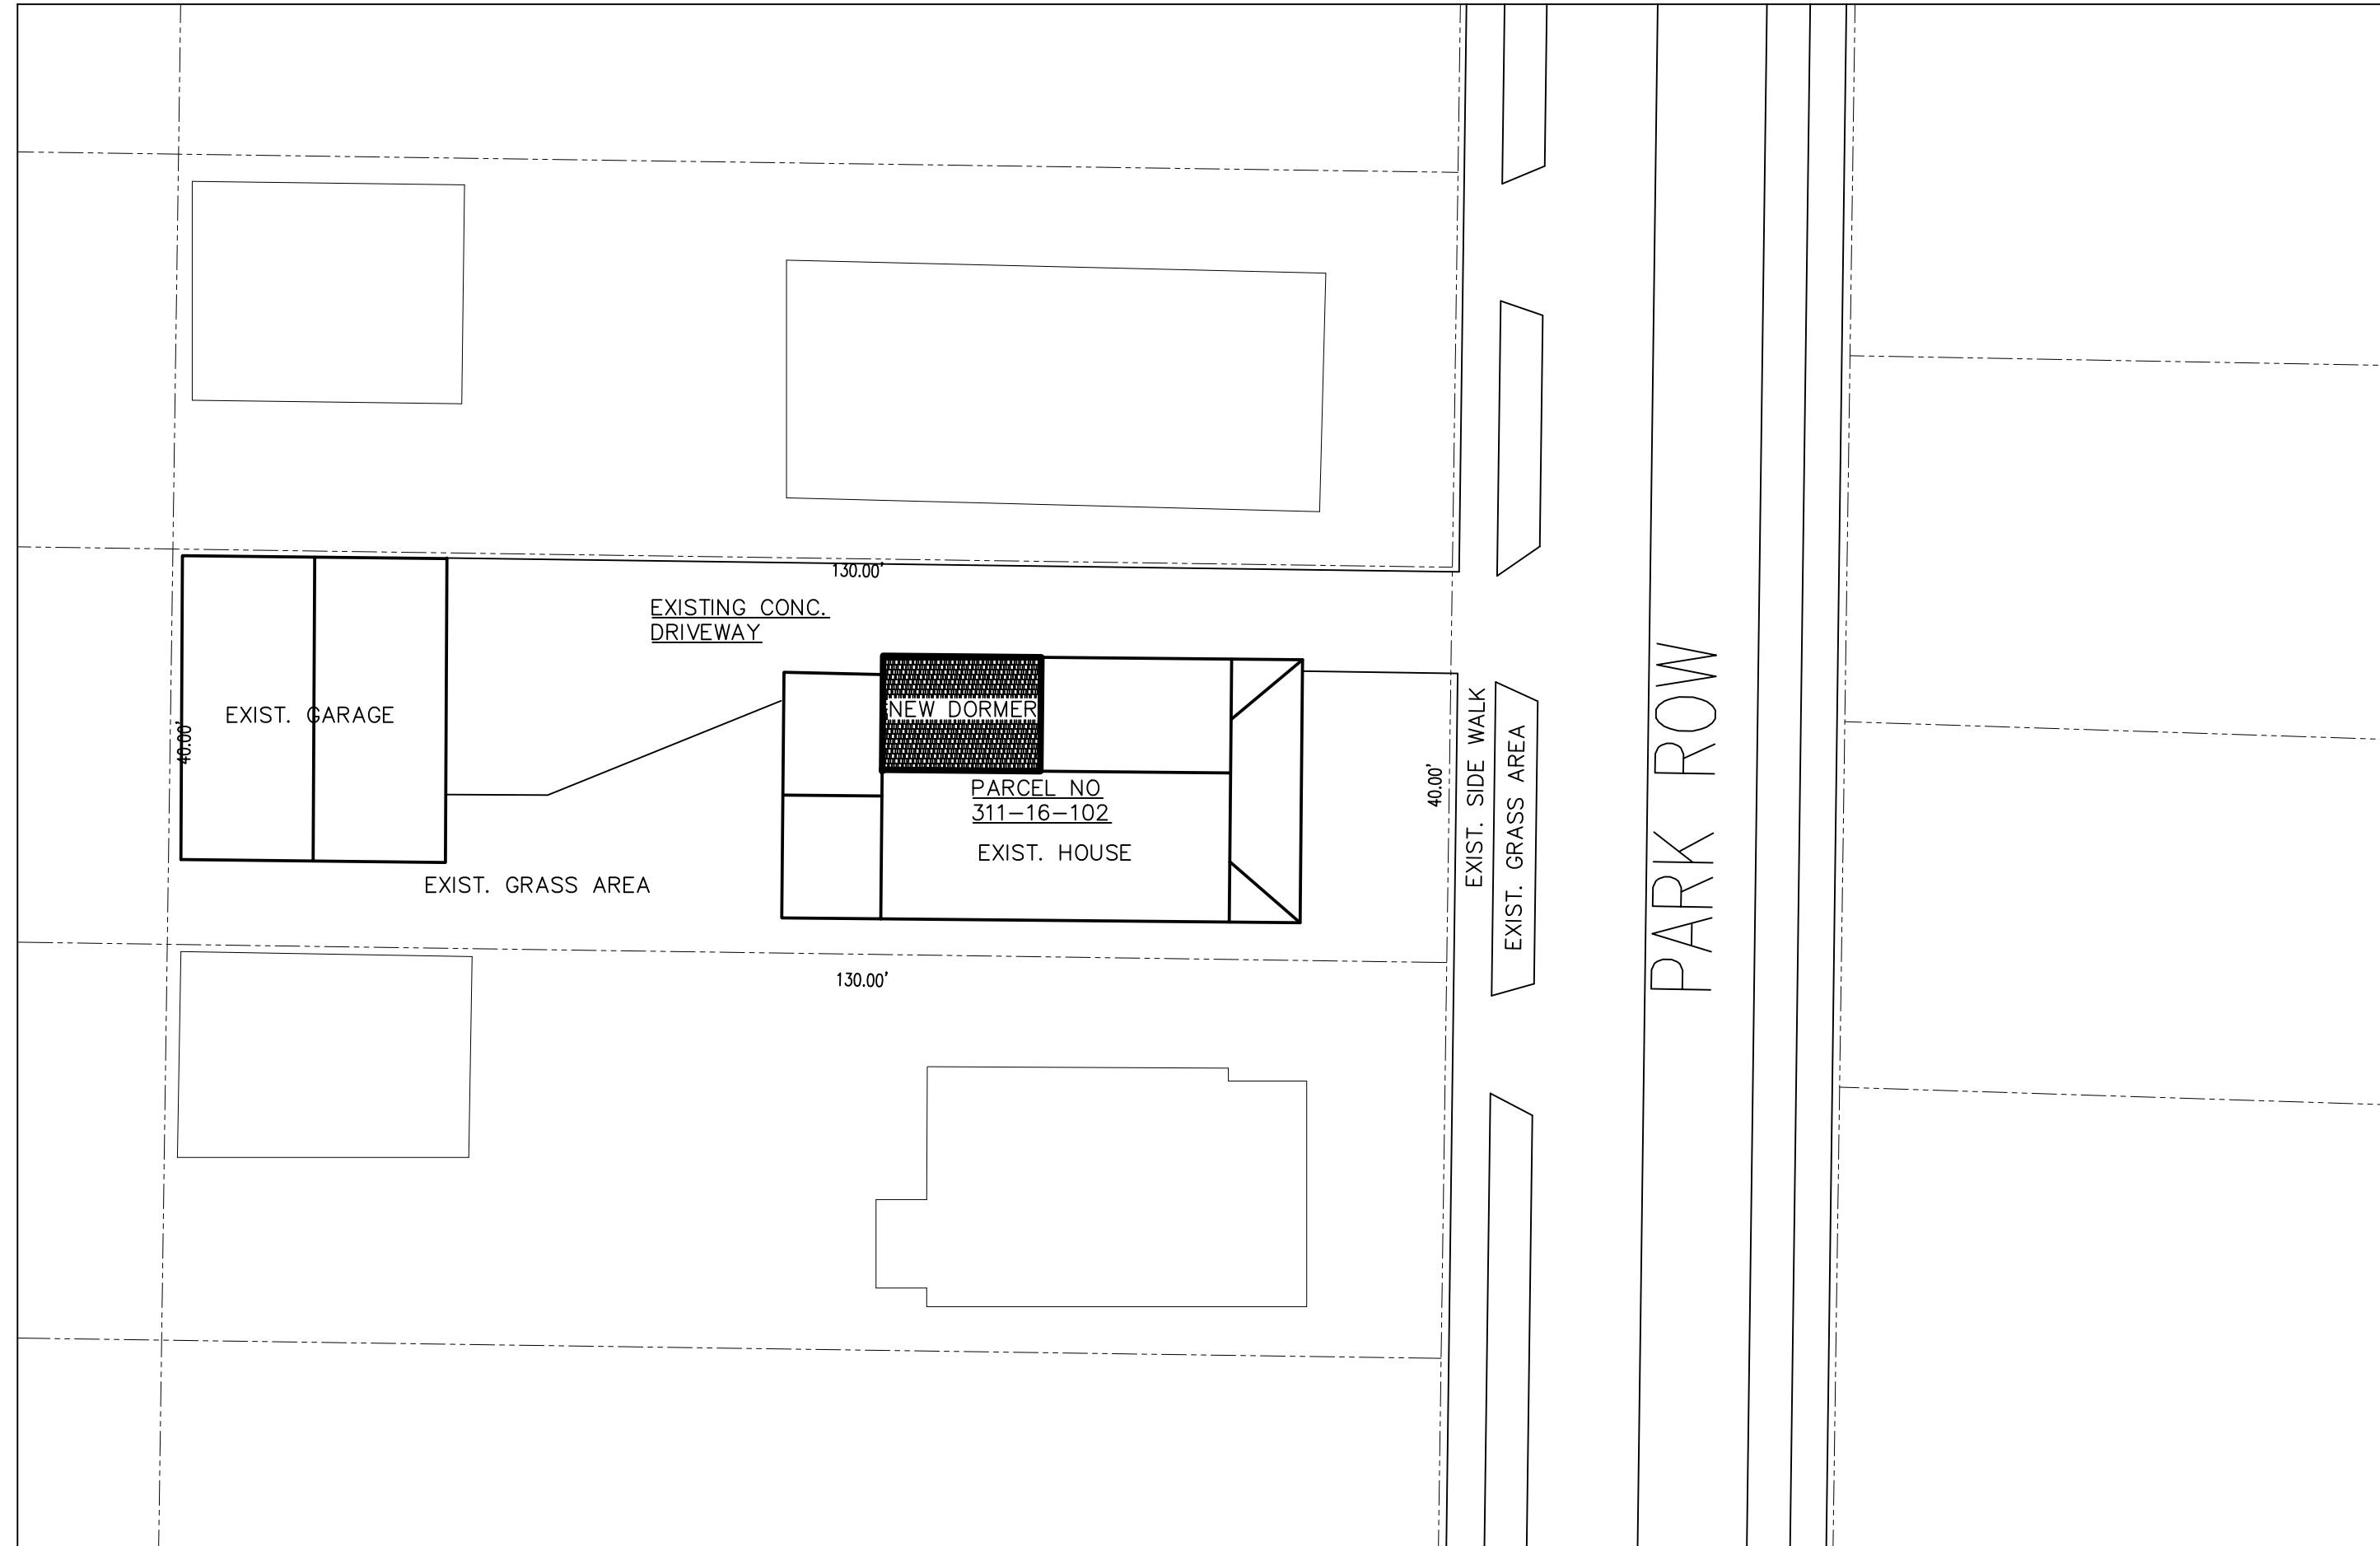 130.00'
EXISTING CONC.
DRIVEWAY
EXIST. GARAGE
40.00'
NEW DORMER
PARCEL NO
311-16-102
EXIST. HOUSE
EXIST. GRASS AREA
130.00'
40.00'
EXIST. SIDE WALK
EXIST. GRASS AREA
PARK ROW